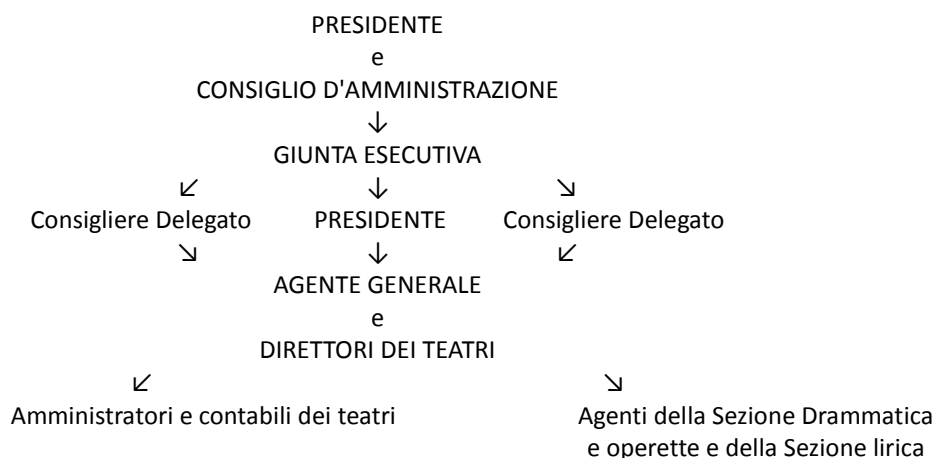 PRESIDENTE
e
CONSIGLIO D'AMMINISTRAZIONE
↓
GIUNTA ESECUTIVA
↙ ↓ ↘
Consigliere Delegato PRESIDENTE Consigliere Delegato
↘ ↓ ↙
AGENTE GENERALE
e
DIRETTORI DEI TEATRI
↙ ↘
Amministratori e contabili dei teatri Agenti della Sezione Drammatica
e operette e della Sezione lirica